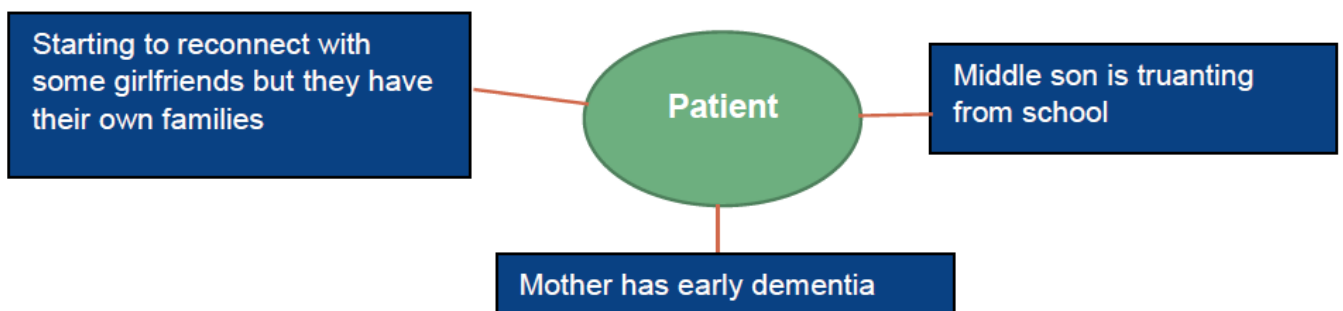 Starting to reconnect with
some girlfriends but they have
their own families
Patient
Middle son is truanting
from school
Mother has early dementia